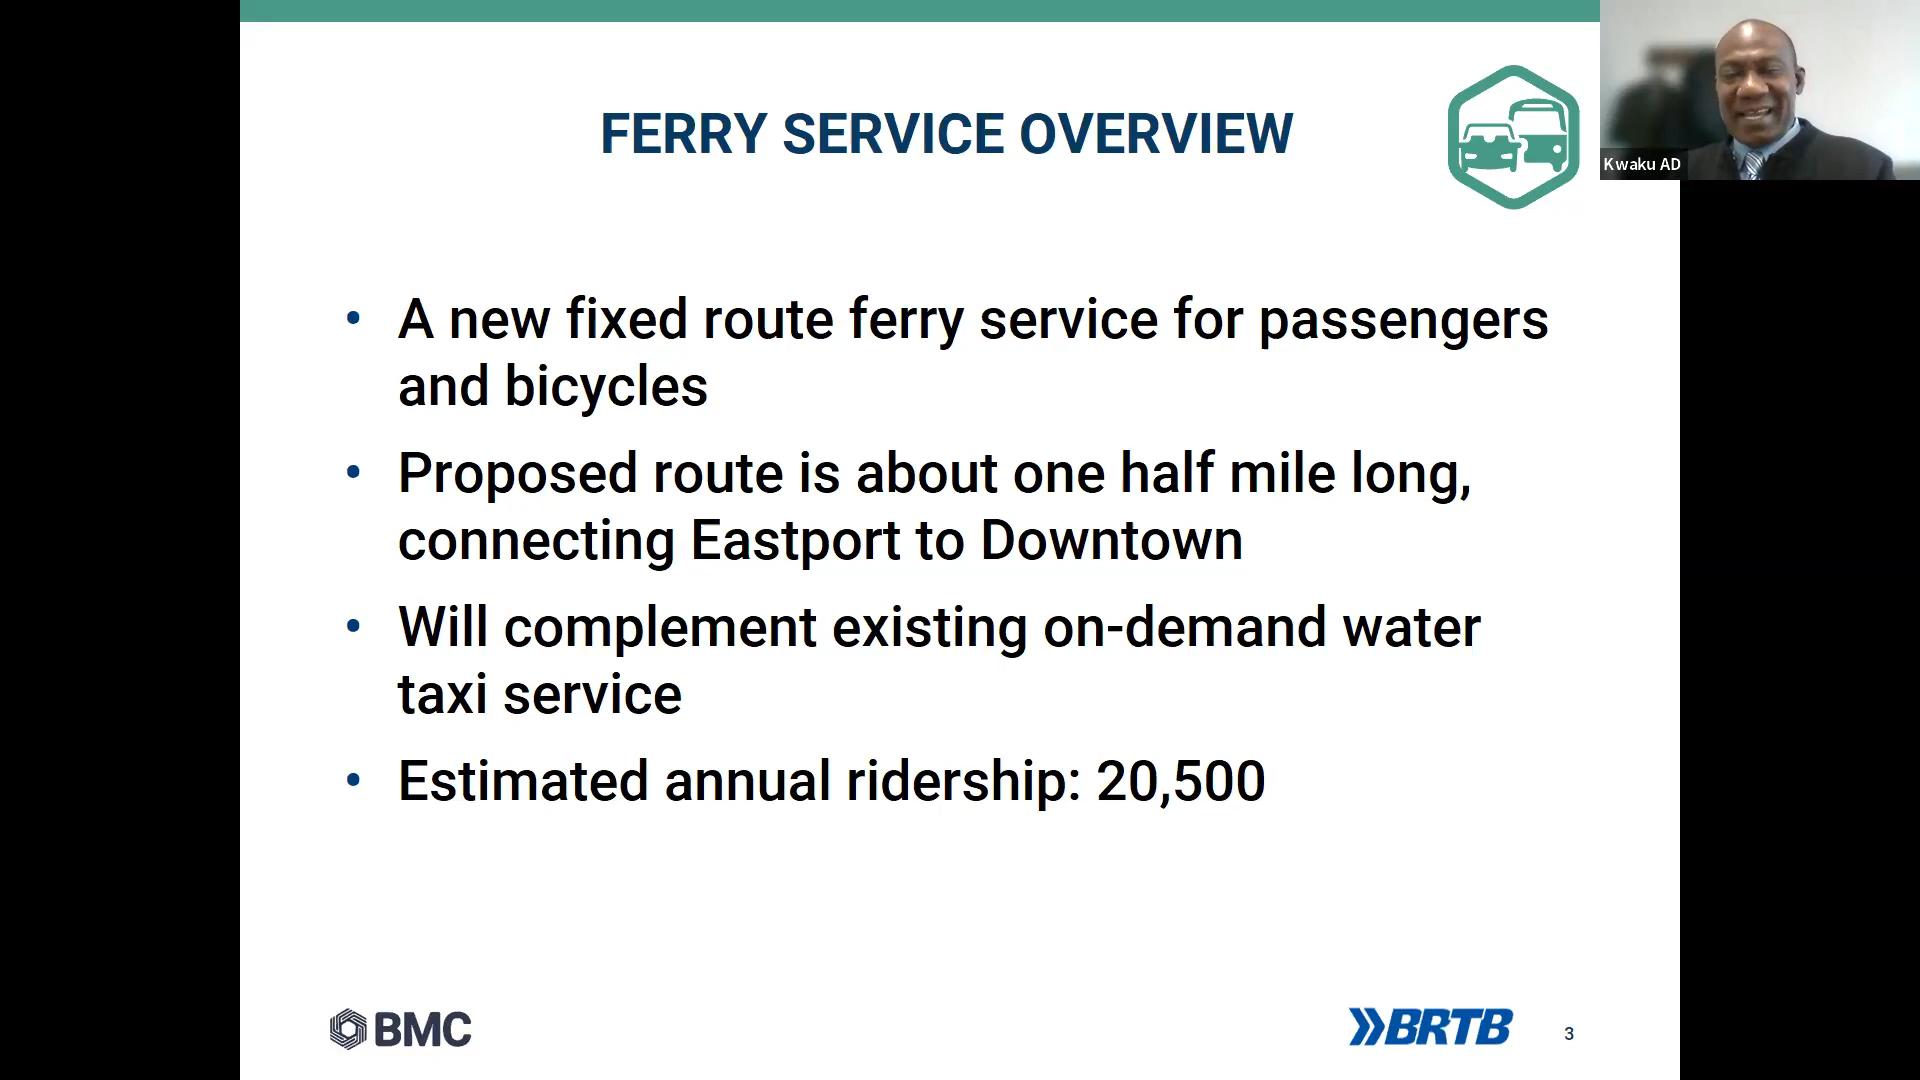 FERRY SERVICE OVERVIEW
Kwaku AD
• A new fixed route ferry service for passengers
and bicycles
• Proposed route is about one half mile long,
connecting Eastport to Downtown
• Will complement existing on-demand water
taxi service
• Estimated annual ridership: 20,500
BMC
BRTB
3